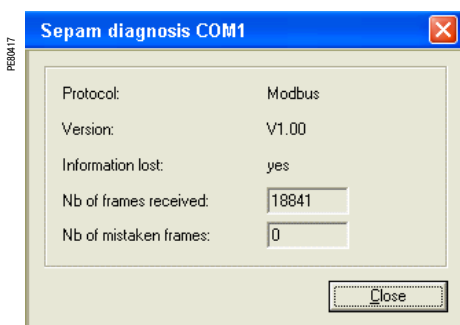 PE80417
Sepam diagnosis COM1
Protocol: Modbus
Version: V1.00
Information lost: yes
Nb of frames received: 18841
Nb of mistaken frames: 0
Close